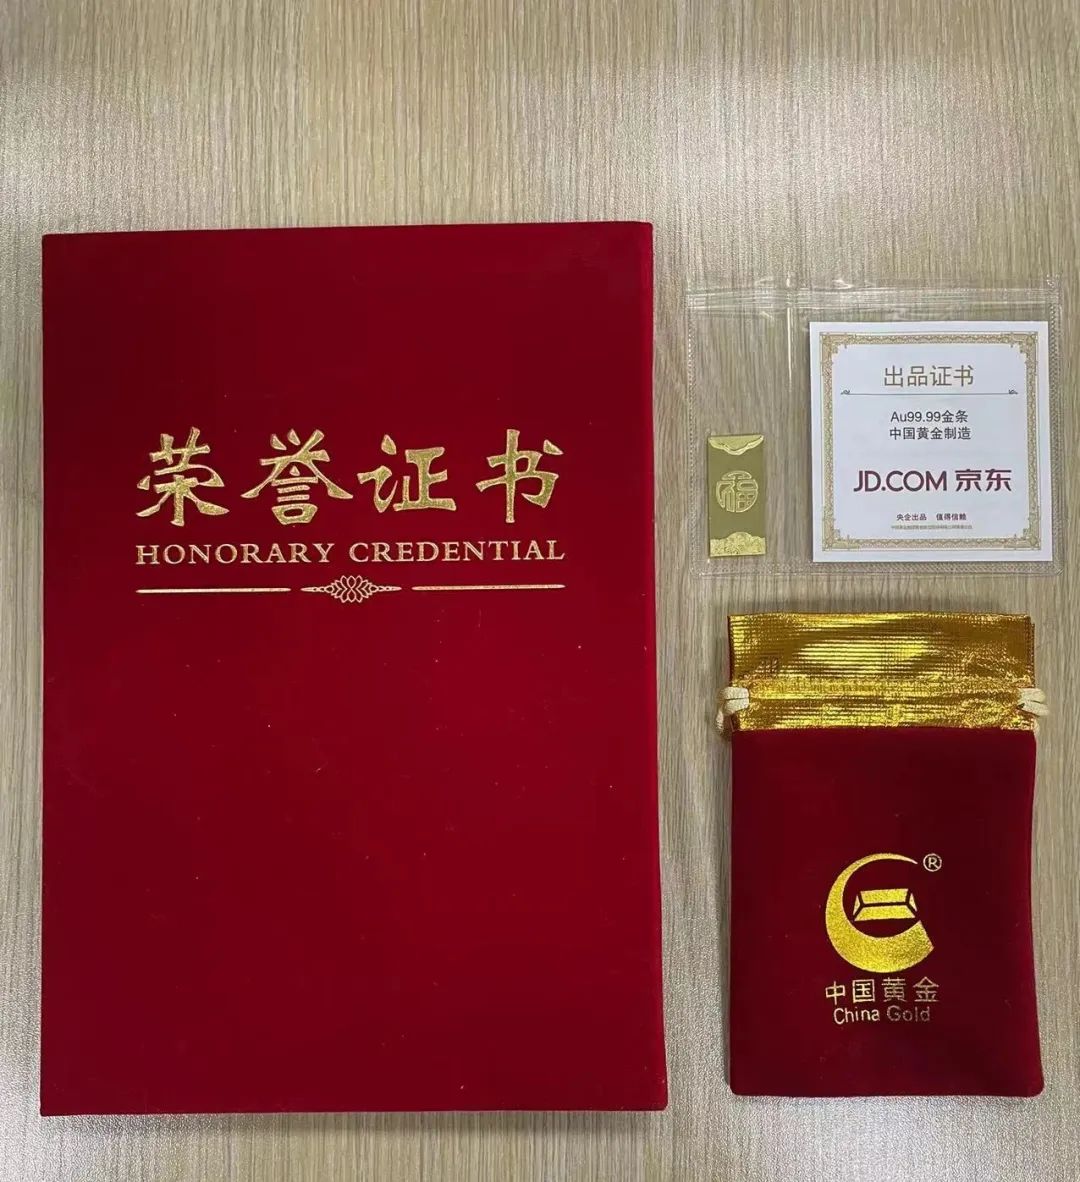 荣誉证书
HONORARY CREDENTIAL
福
出品证书
Au99.99金条
中国黄金制造
JD.COM 京东
央企出品 值得信赖
®
中国黄金
China Gold